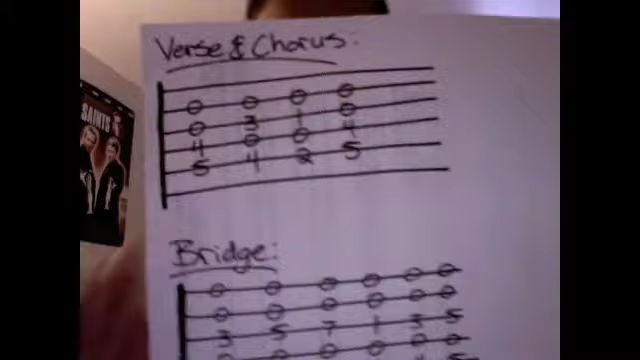 Verse & Chorus:
SAINTS
0 0 0 0
0 3 1 0
4 0 0 4
5 4 2 5
Bridge:
0 0 0 0 0 0
0 0 0 0 0 0
3 5 7 1 3 5